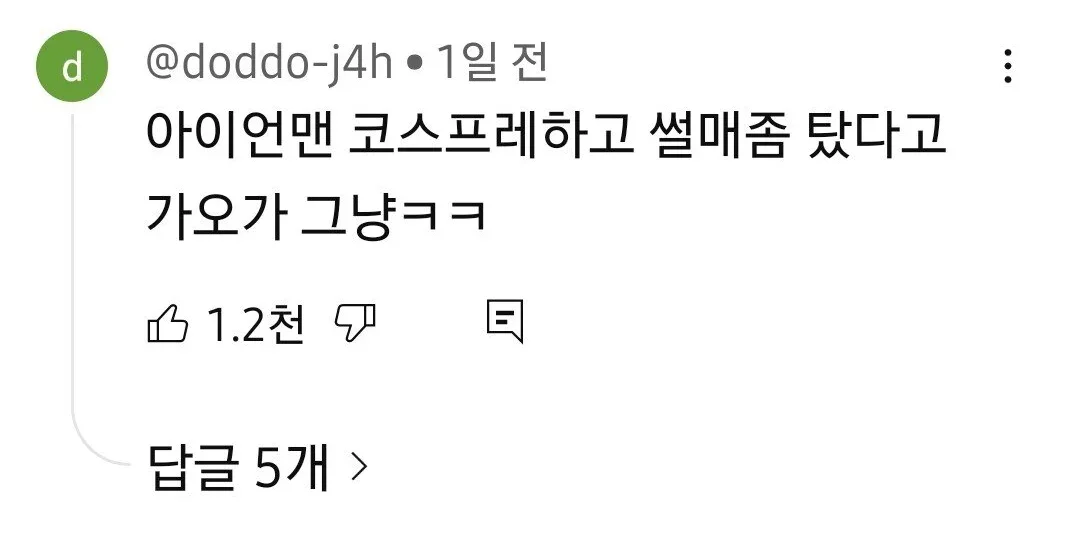 d
@doddo-j4h • 1일 전
아이언맨 코스프레하고 썰매좀 탔다고
가오가 그냥ㅋㅋ
1.2천
답글 5개 >